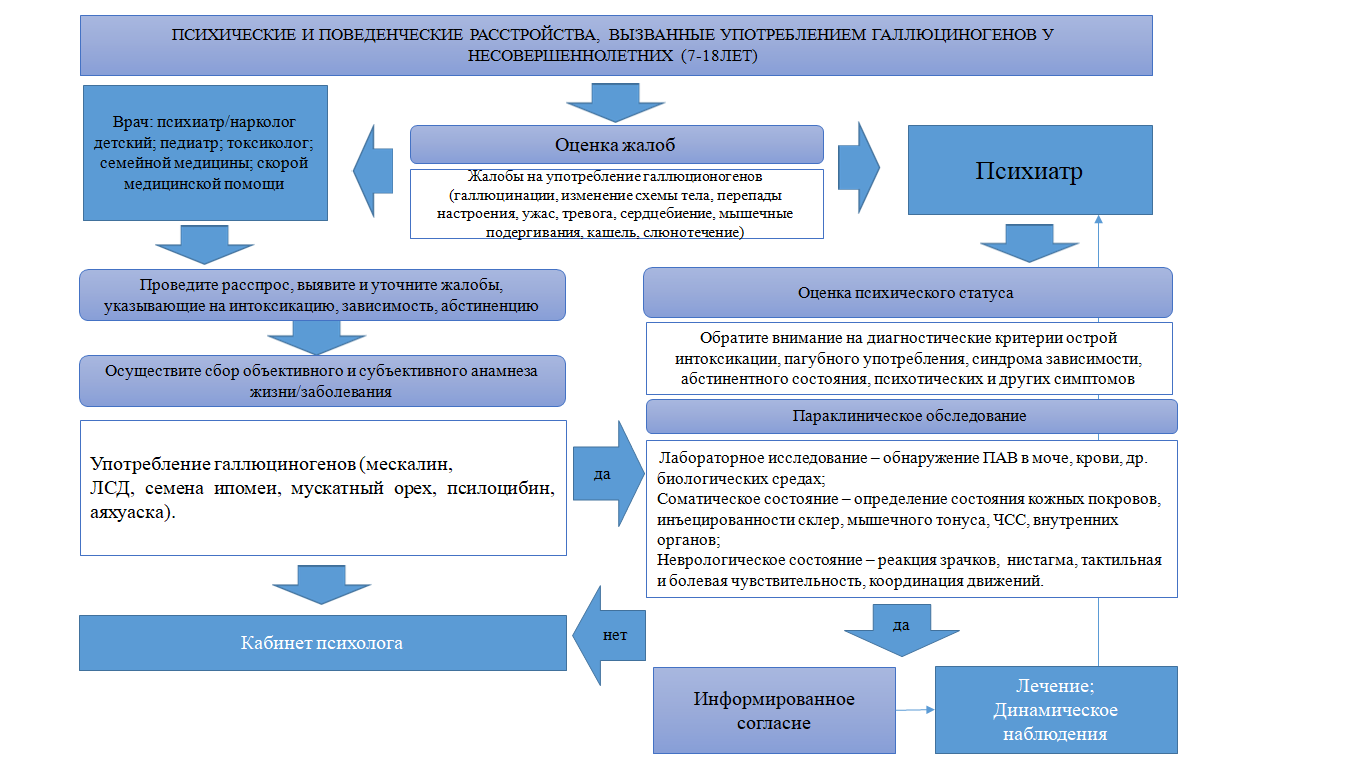 ПСИХИЧЕСКИЕ И ПОВЕДЕНЧЕСКИЕ РАССТРОЙСТВА, ВЫЗВАННЫЕ УПОТРЕБЛЕНИЕМ ГАЛЛЮЦИНОГЕНОВ У
НЕСОВЕРШЕННОЛЕТНИХ (7-18ЛЕТ)
Врач: психиатр/нарколог
детский; педиатр; токсиколог;
семейной медицины; скорой
медицинской помощи
Оценка жалоб
Жалобы на употребление галлюционогенов
(галлюцинации, изменение схемы тела, перепады
настроения, ужас, тревога, сердцебиение, мышечные
подергивания, кашель, слюнотечение)
Психиатр
Проведите расспрос, выявите и уточните жалобы,
указывающие на интоксикацию, зависимость, абстиненцию
Осуществите сбор объективного и субъективного анамнеза
жизни/заболевания
Употребление галлюциногенов (мескалин,
ЛСД, семена ипомеи, мускатный орех, псилоцибин,
аяхуаска).
да
Оценка психического статуса
Обратите внимание на диагностические критерии острой
интоксикации, пагубного употребления, синдрома зависимости,
абстинентного состояния, психотических и других симптомов
Параклиническое обследование
Лабораторное исследование – обнаружение ПАВ в моче, крови, др.
биологических средах;
Соматическое состояние – определение состояния кожных покровов,
инъецированности склер, мышечного тонуса, ЧСС, внутренних
органов;
Неврологическое состояние – реакция зрачков, нистагма, тактильная
и болевая чувствительность, координация движений.
Кабинет психолога
нет
да
Информированное
согласие
Лечение;
Динамическое
наблюдения